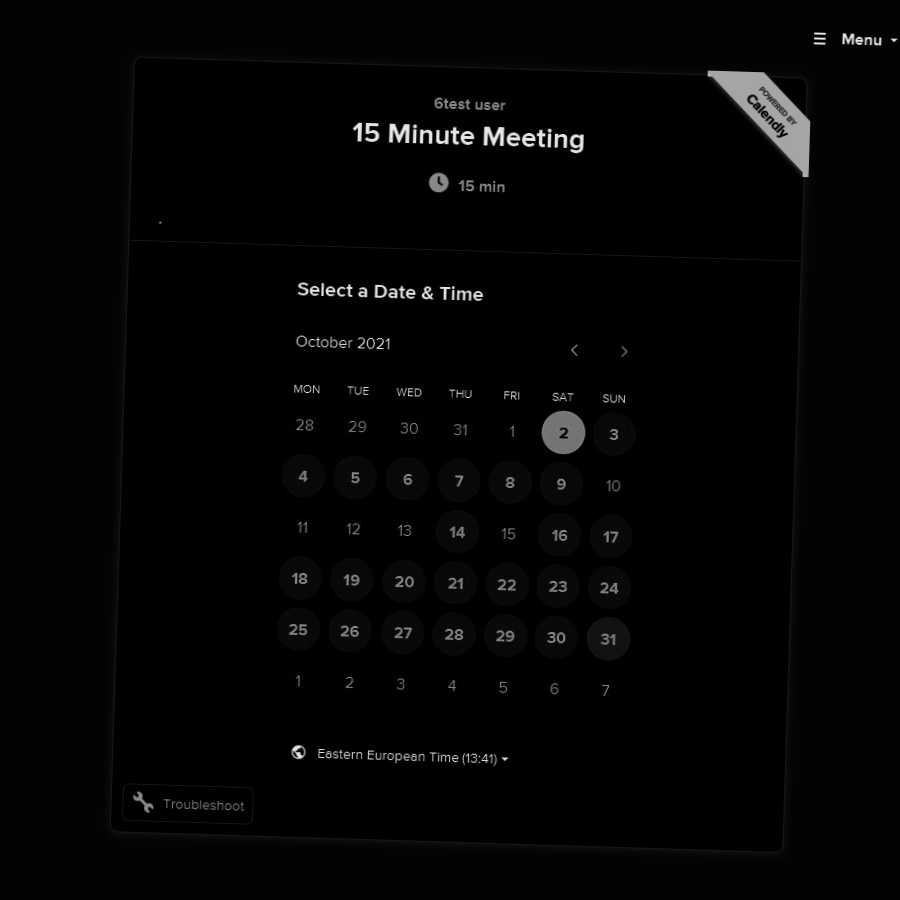 ☰ Menu
POWERED BY
Calendly
6test user
15 Minute Meeting
15 min
Select a Date & Time
October 2021
MON TUE WED THU FRI SAT SUN
28 29 30 31 1 2 3
4 5 6 7 8 9 10
11 12 13 14 15 16 17
18 19 20 21 22 23 24
25 26 27 28 29 30 31
1 2 3 4 5 6 7
Eastern European Time (13:41)
Troubleshoot